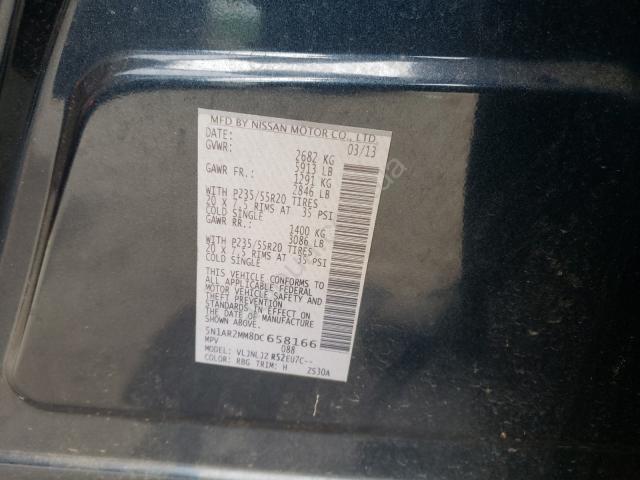 MFD BY NISSAN MOTOR CO., LTD
DATE: 03/13
GVWR: 2682 KG
5913 LB
GAWR FR.: 1291 KG
2846 LB
WITH P235/55R20 TIRES
20 X 7.5 RIMS AT 35 PSI
COLD SINGLE
GAWR RR.: 1400 KG
3086 LB
WITH P235/55R20 TIRES
20 X 7.5 RIMS AT 35 PSI
COLD SINGLE
THIS VEHICLE CONFORMS TO
ALL APPLICABLE FEDERAL
MOTOR VEHICLE SAFETY AND
THEFT PREVENTION
STANDARDS IN EFFECT ON
THE DATE OF MANUFACTURE
ABOVE.
5N1AR2MM8DC658166
MPV 088
MODEL: VLJNLJZ R52EU7C--
COLOR: RBG TRIM: H ZS30A